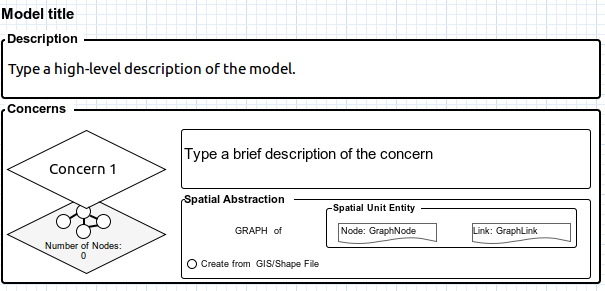 Model title
Description
Type a high-level description of the model.
Concerns
Concern 1
Type a brief description of the concern
Number of Nodes:
0
Spatial Abstraction
GRAPH of
Spatial Unit Entity
Node: GraphNode
Link: GraphLink
Create from GIS/Shape File